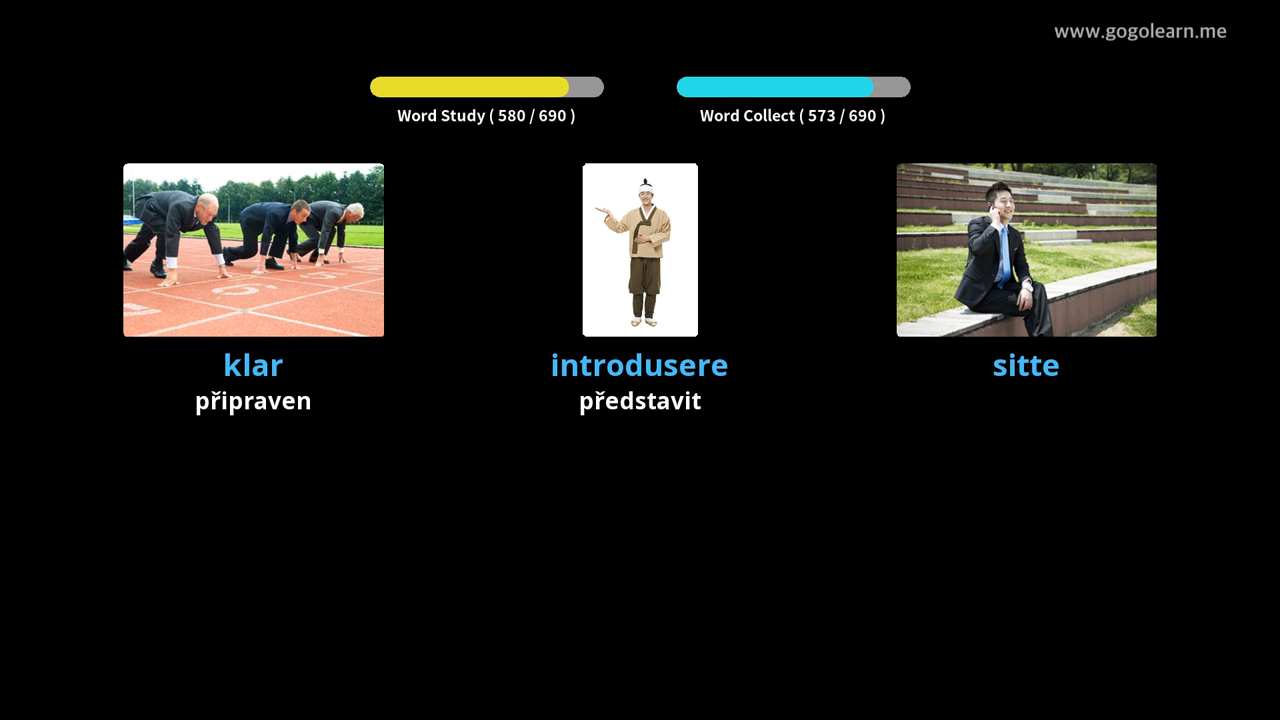 www.gogolearn.me
Word Study ( 580 / 690 )
Word Collect ( 573 / 690 )
klar
připraven
introdusere
představit
sitte